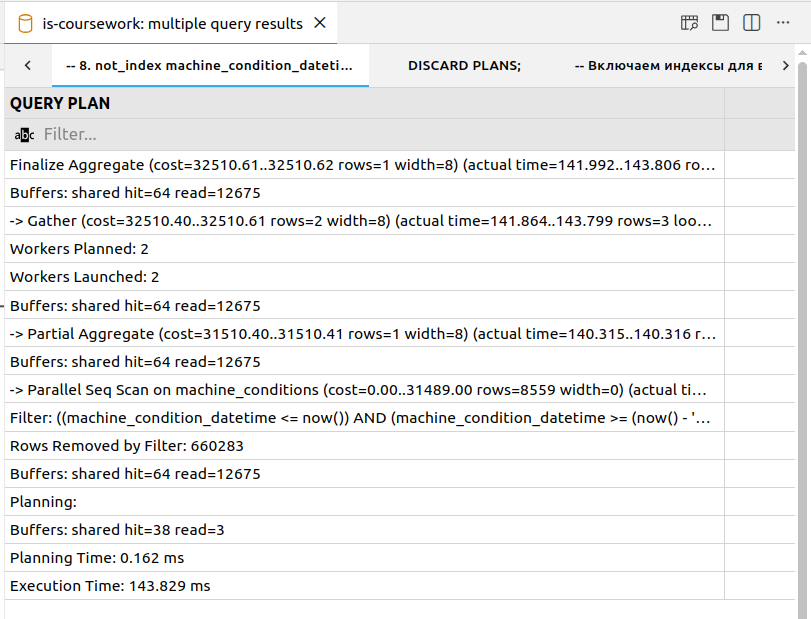 is-coursework: multiple query results
-- 8. not_index machine_condition_dateti... DISCARD PLANS; -- Включаем индексы для в
QUERY PLAN
abc Filter...
Finalize Aggregate (cost=32510.61..32510.62 rows=1 width=8) (actual time=141.992..143.806 ro...
Buffers: shared hit=64 read=12675
-> Gather (cost=32510.40..32510.61 rows=2 width=8) (actual time=141.864..143.799 rows=3 loo...
Workers Planned: 2
Workers Launched: 2
Buffers: shared hit=64 read=12675
-> Partial Aggregate (cost=31510.40..31510.41 rows=1 width=8) (actual time=140.315..140.316 r...
Buffers: shared hit=64 read=12675
-> Parallel Seq Scan on machine_conditions (cost=0.00..31489.00 rows=8559 width=0) (actual ti...
Filter: ((machine_condition_datetime <= now()) AND (machine_condition_datetime >= (now() - '...
Rows Removed by Filter: 660283
Buffers: shared hit=64 read=12675
Planning:
Buffers: shared hit=38 read=3
Planning Time: 0.162 ms
Execution Time: 143.829 ms